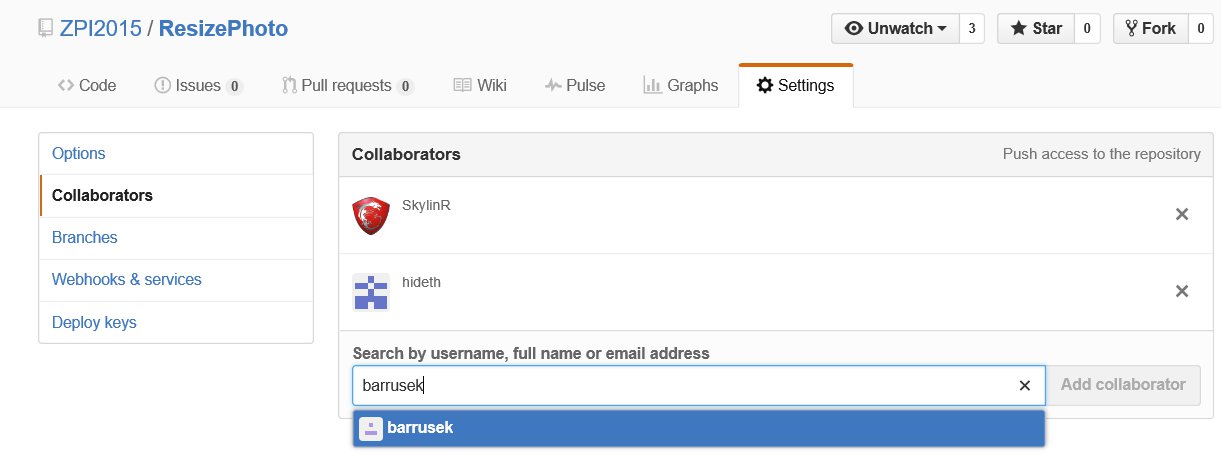 ZPI2015 / ResizePhoto
Unwatch 3 Star 0 Fork 0
Code Issues 0 Pull requests 0 Wiki Pulse Graphs Settings
Options
Collaborators
Branches
Webhooks & services
Deploy keys
Collaborators Push access to the repository
SkylinR
hideth
Search by username, full name or email address
barrusek Add collaborator
barrusek